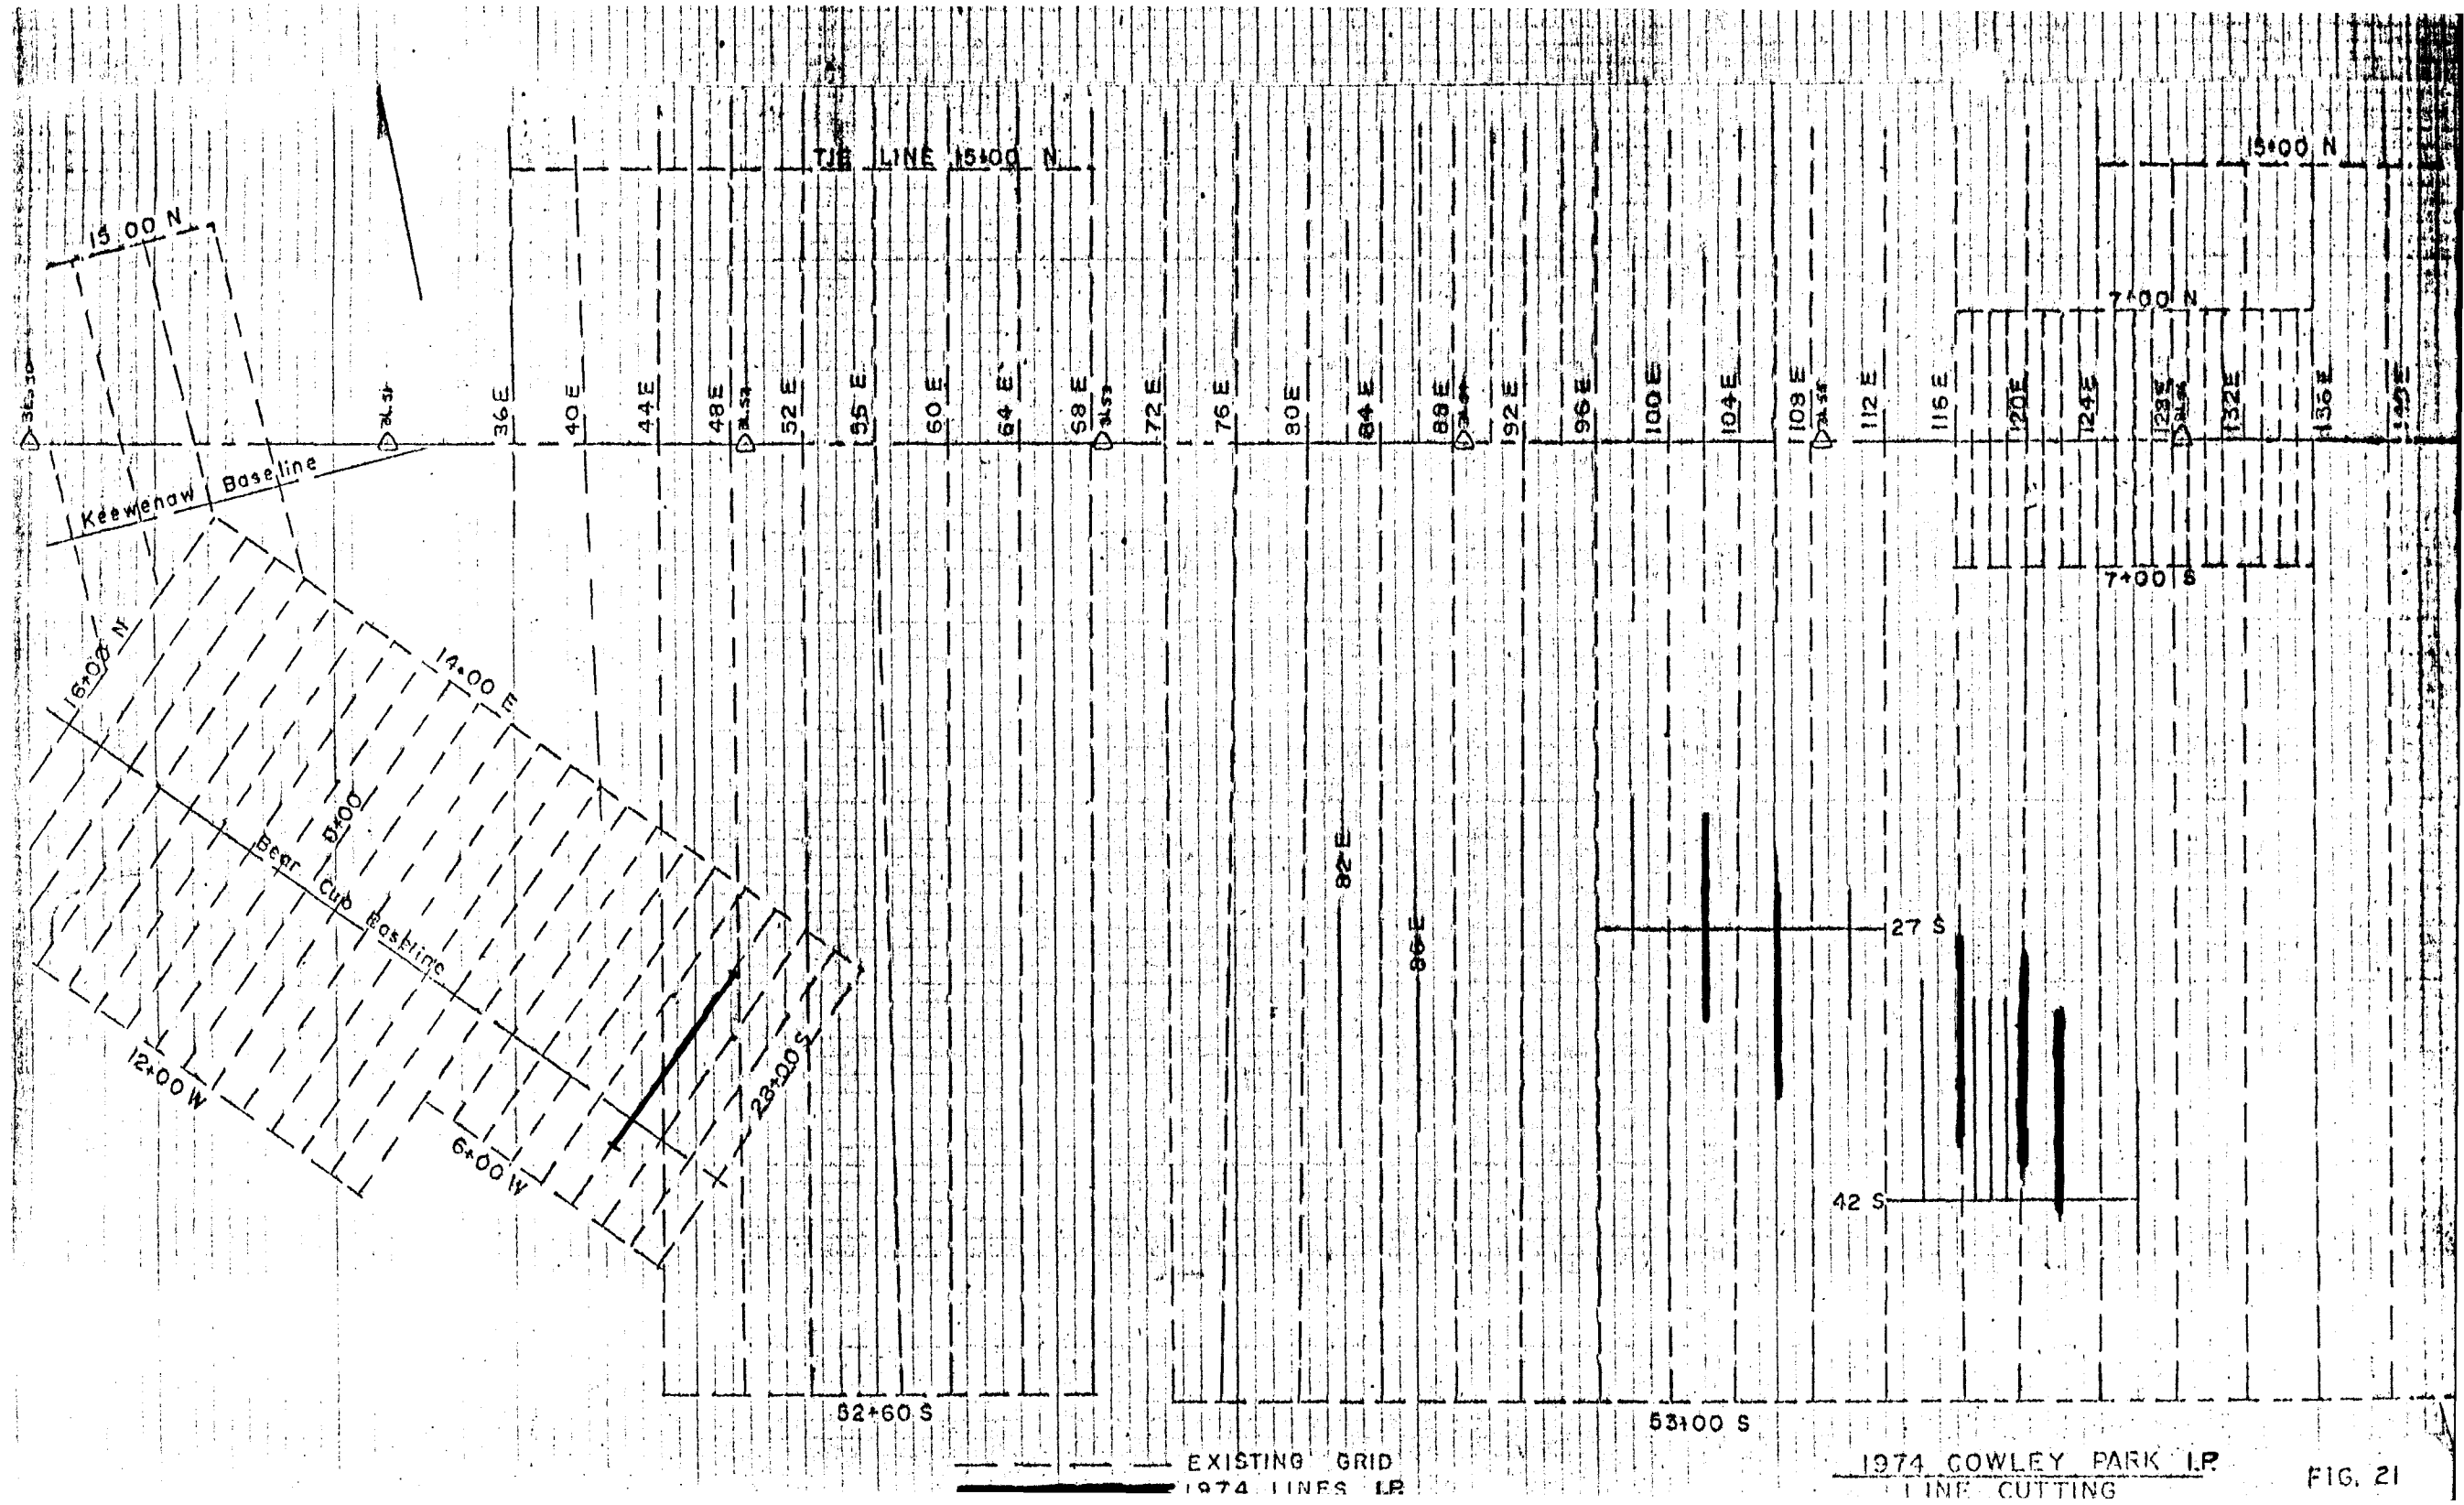 TIE LINE 15+00 N
15+00 N
15 00 N
7+00 N
36 E
40 E
44 E
48 E
52 E
56 E
60 E
64 E
68 E
72 E
76 E
80 E
84 E
88 E
92 E
96 E
100 E
104 E
108 E
112 E
116 E
120 E
124 E
128 E
132 E
136 E
Keewenaw Baseline
7+00 S
16+00 N
14+00 E
0+00
82 E
Bear Cub Baseline
86 E
27 S
12+00 W
28+00 S
6+00 W
42 S
52+60 S
53+00 S
EXISTING GRID
1974 LINES I.P.
1974 COWLEY PARK I.P.
LINE CUTTING
FIG. 21